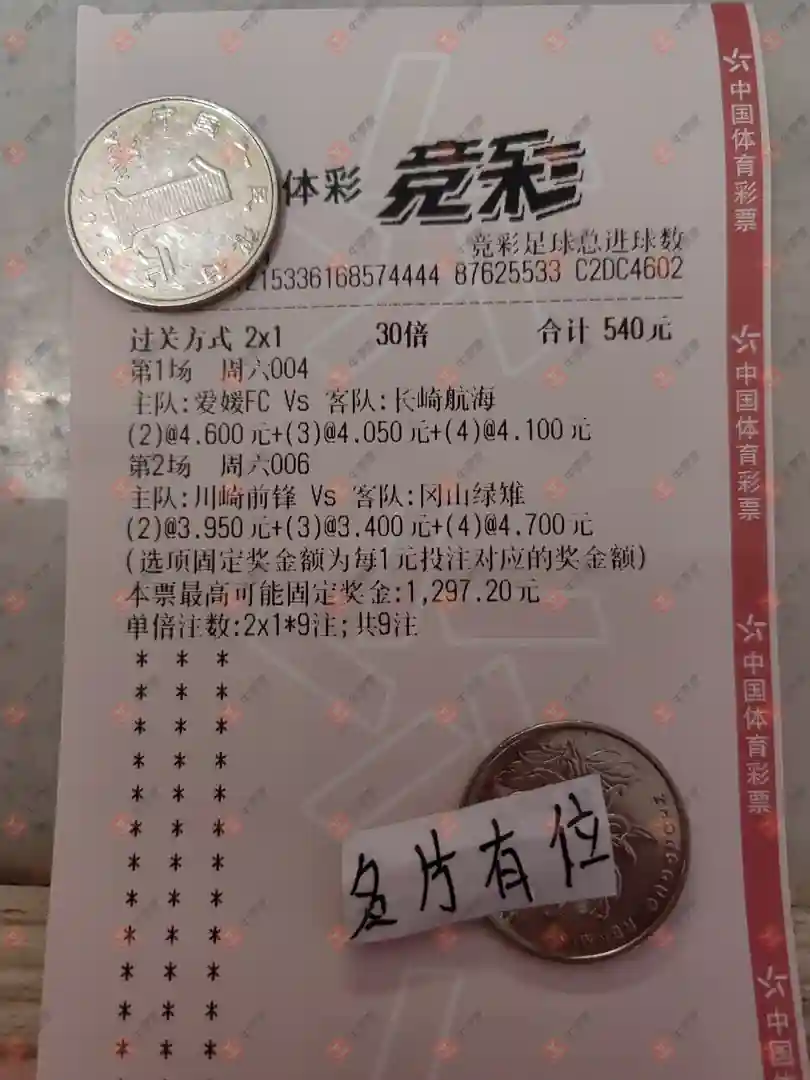 体彩 竞彩
竞彩足球总进球数
215336168574444 87625533 C2DC4602
过关方式 2x1 30倍 合计 540元
第1场 周六004
主队:爱媛FC Vs 客队:长崎航海
(2)@4.600元+(3)@4.050元+(4)@4.100元
第2场 周六006
主队:川崎前锋 Vs 客队:冈山绿雉
(2)@3.950元+(3)@3.400元+(4)@4.700元
(选项固定奖金额为每1元投注对应的奖金额)
本票最高可能固定奖金:1,297.20元
单倍注数:2x1*9注;共9注
* * *
* * *
* * *
* * *
* * *
* * *
* * *
* * *
* * *
* * *
* * *
* * *
名片有位
中国体育彩票
中国体育彩票
中国体育彩票
中国体